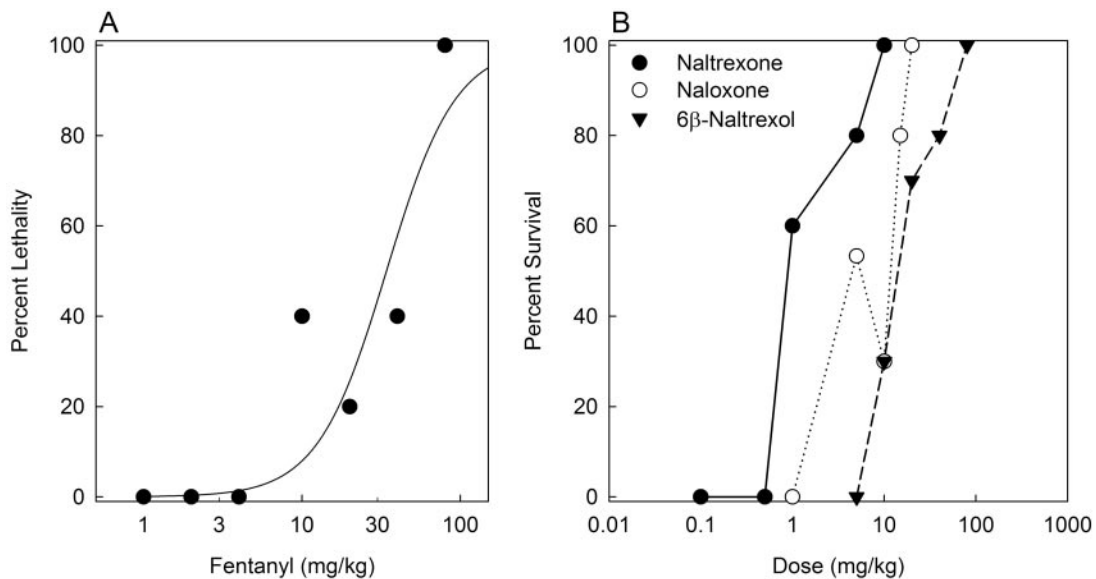 A
B
100
80
60
40
20
0
Percent Lethality
1
3
10
30
100
Fentanyl (mg/kg)
100
80
60
40
20
0
Percent Survival
Naltrexone
Naloxone
6β-Naltrexol
0.01
0.1
1
10
100
1000
Dose (mg/kg)